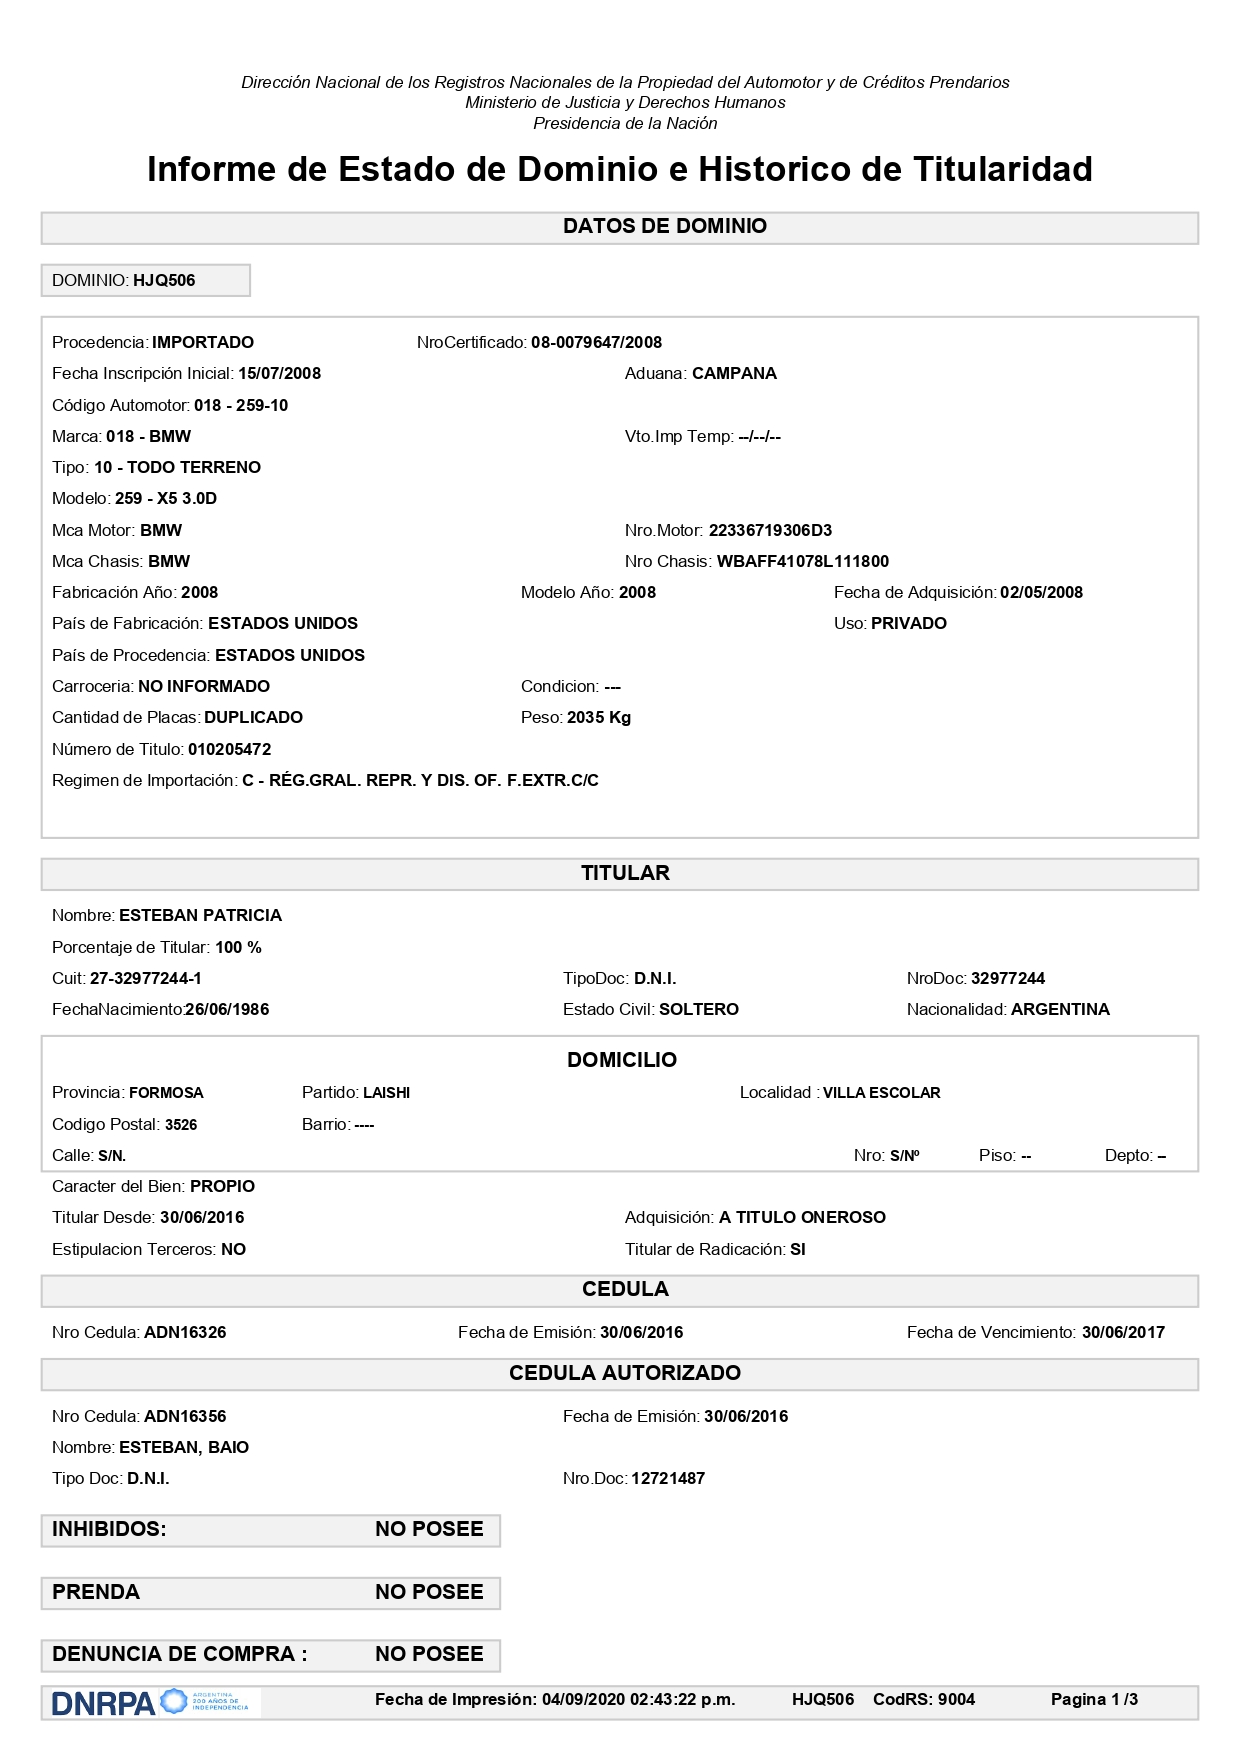 Dirección Nacional de los Registros Nacionales de la Propiedad del Automotor y de Créditos Prendarios
Ministerio de Justicia y Derechos Humanos
Presidencia de la Nación
Informe de Estado de Dominio e Historico de Titularidad
DATOS DE DOMINIO
DOMINIO: HJQ506
Procedencia: IMPORTADO NroCertificado: 08-0079647/2008
Fecha Inscripción Inicial: 15/07/2008 Aduana: CAMPANA
Código Automotor: 018 - 259-10
Marca: 018 - BMW Vto.Imp Temp: --/--/--
Tipo: 10 - TODO TERRENO
Modelo: 259 - X5 3.0D
Mca Motor: BMW Nro.Motor: 22336719306D3
Mca Chasis: BMW Nro Chasis: WBAFF41078L111800
Fabricación Año: 2008 Modelo Año: 2008 Fecha de Adquisición: 02/05/2008
País de Fabricación: ESTADOS UNIDOS Uso: PRIVADO
País de Procedencia: ESTADOS UNIDOS
Carroceria: NO INFORMADO Condicion: ---
Cantidad de Placas: DUPLICADO Peso: 2035 Kg
Número de Titulo: 010205472
Regimen de Importación: C - RÉG.GRAL. REPR. Y DIS. OF. F.EXTR.C/C
TITULAR
Nombre: ESTEBAN PATRICIA
Porcentaje de Titular: 100 %
Cuit: 27-32977244-1 TipoDoc: D.N.I. NroDoc: 32977244
FechaNacimiento:26/06/1986 Estado Civil: SOLTERO Nacionalidad: ARGENTINA
DOMICILIO
Provincia: FORMOSA Partido: LAISHI Localidad : VILLA ESCOLAR
Codigo Postal: 3526 Barrio: ----
Calle: S/N. Nro: S/Nº Piso: -- Depto: --
Caracter del Bien: PROPIO
Titular Desde: 30/06/2016 Adquisición: A TITULO ONEROSO
Estipulacion Terceros: NO Titular de Radicación: SI
CEDULA
Nro Cedula: ADN16326 Fecha de Emisión: 30/06/2016 Fecha de Vencimiento: 30/06/2017
CEDULA AUTORIZADO
Nro Cedula: ADN16356 Fecha de Emisión: 30/06/2016
Nombre: ESTEBAN, BAIO
Tipo Doc: D.N.I. Nro.Doc: 12721487
INHIBIDOS: NO POSEE
PRENDA NO POSEE
DENUNCIA DE COMPRA : NO POSEE
DNRPA ARGENTINA 200 AÑOS DE INDEPENDENCIA Fecha de Impresión: 04/09/2020 02:43:22 p.m. HJQ506 CodRS: 9004 Pagina 1 /3